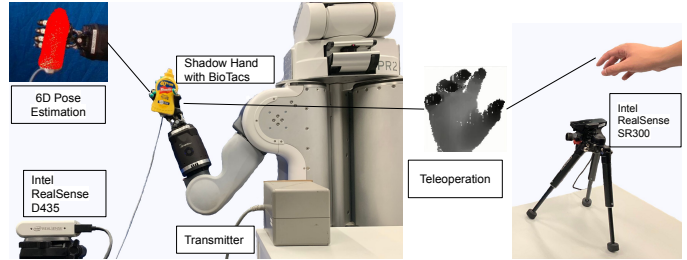 6D Pose
Estimation
Shadow Hand
with BioTacs
PR2
Intel
RealSense
D435
Transmitter
Teleoperation
Intel
RealSense
SR300